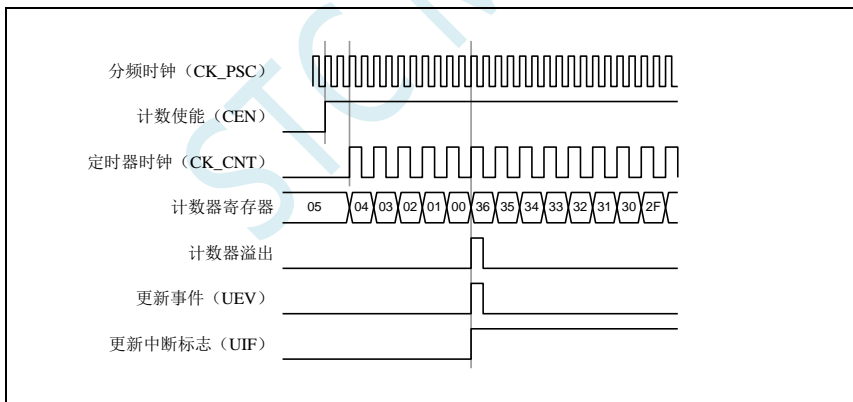 STC M
分频时钟（CK_PSC）
计数使能（CEN）
定时器时钟（CK_CNT）
计数器寄存器 05 04 03 02 01 00 36 35 34 33 32 31 30 2F
计数器溢出
更新事件（UEV）
更新中断标志（UIF）